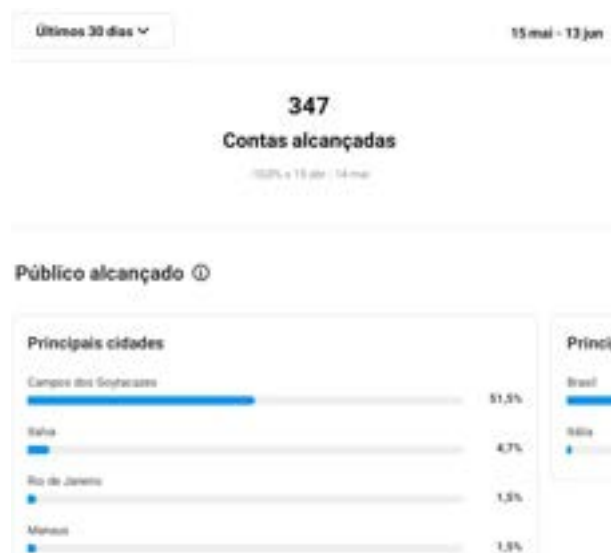 Últimos 30 dias
15 mai - 13 jun
347
Contas alcançadas
Público alcançado
Principais cidades
Princi
Campos dos Goytacazes
51,5%
Brasil
Itália
4,7%
Rio de Janeiro
1,5%
Manaus
1,5%